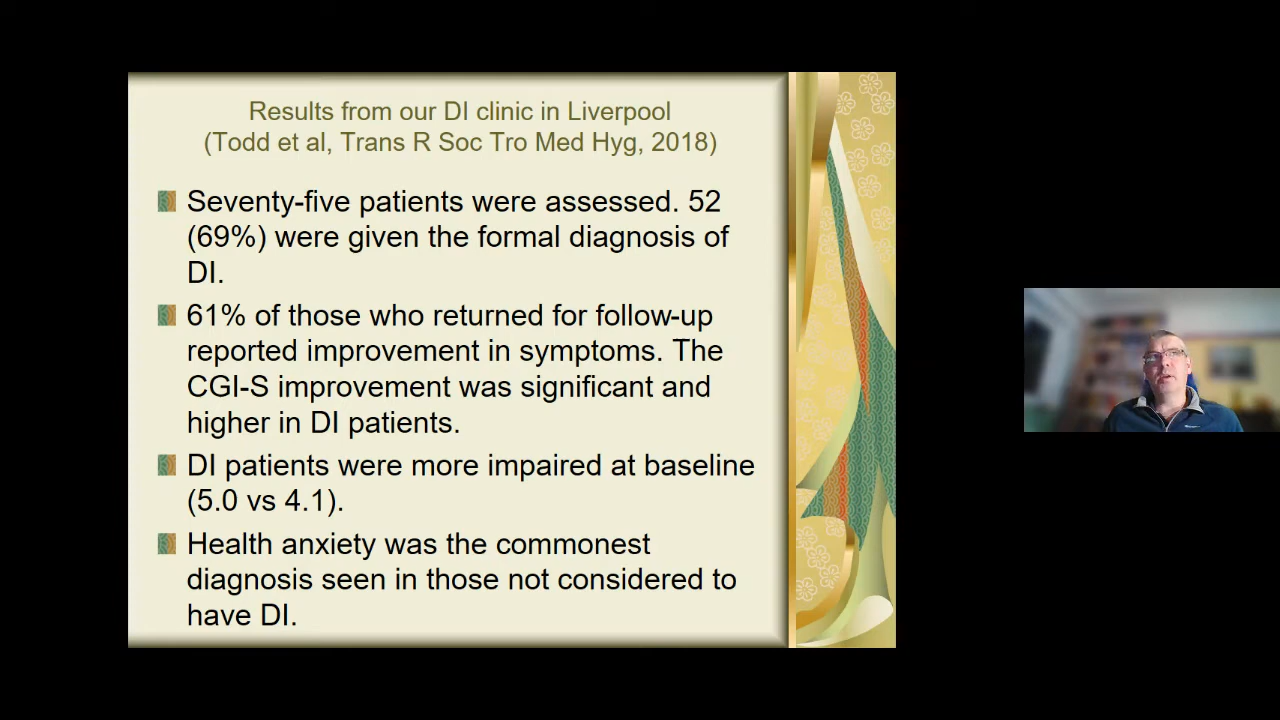 Results from our DI clinic in Liverpool
(Todd et al, Trans R Soc Tro Med Hyg, 2018)
Seventy-five patients were assessed. 52
(69%) were given the formal diagnosis of
DI.
61% of those who returned for follow-up
reported improvement in symptoms. The
CGI-S improvement was significant and
higher in DI patients.
DI patients were more impaired at baseline
(5.0 vs 4.1).
Health anxiety was the commonest
diagnosis seen in those not considered to
have DI.